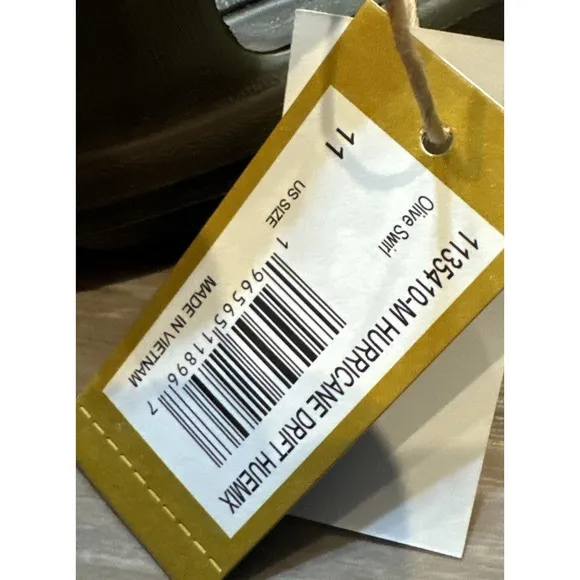 1135410-M HURRICANE DRIFT HUEMIX
Olive Swirl
1 96565 11896 7
11
US SIZE
MADE IN VIETNAM